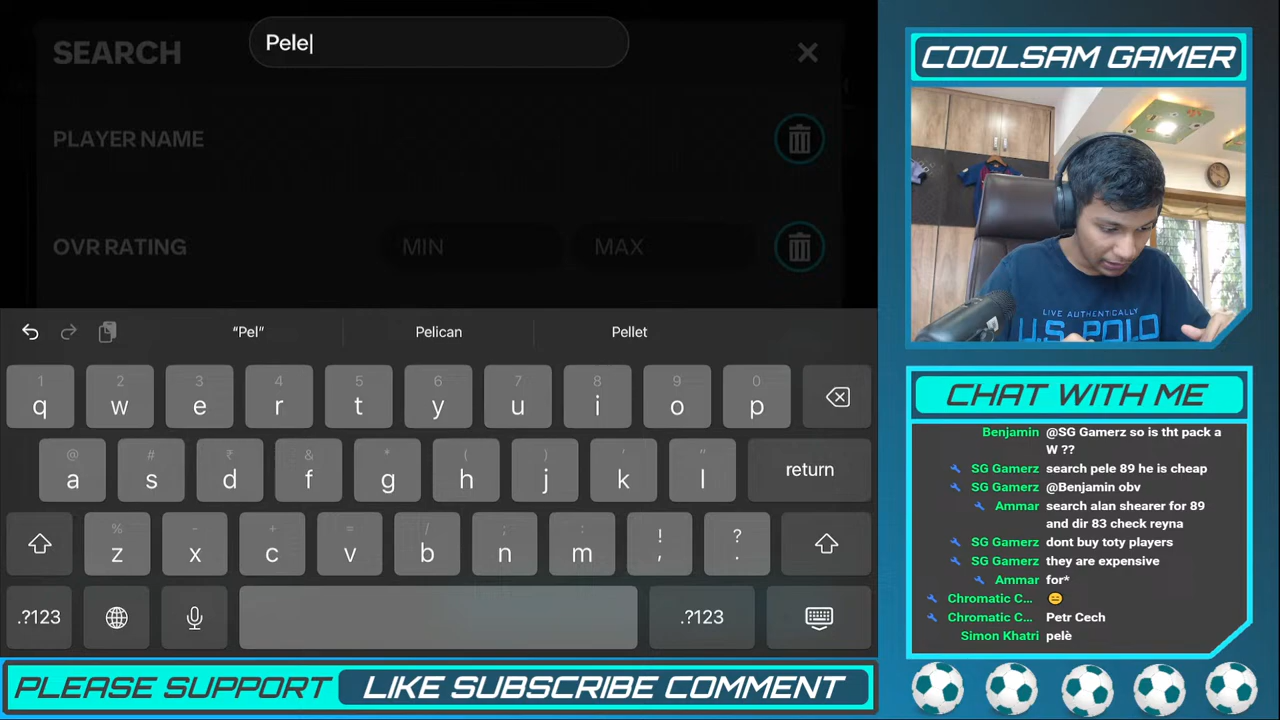 Pele
SEARCH
PLAYER NAME
OVR RATING MIN MAX
“Pel” Pelican Pellet
1 2 3 4 5 6 7 8 9 0
q w e r t y u i o p
@ # ₹ & * ( ) ' "
a s d f g h j k l return
% - + = / ; :
z x c v b n m ! , ? .
.?123 .?123
PLEASE SUPPORT LIKE SUBSCRIBE COMMENT
COOLSAM GAMER
LIVE AUTHENTICALLY
U.S. POLO
CHAT WITH ME
Benjamin @SG Gamerz so is tht pack a
W ??
SG Gamerz search pele 89 he is cheap
SG Gamerz @Benjamin obv
Ammar search alan shearer for 89
and dir 83 check reyna
SG Gamerz dont buy toty players
SG Gamerz they are expensive
Ammar for*
Chromatic C... 😑
Chromatic C... Petr Cech
Simon Khatri pelè